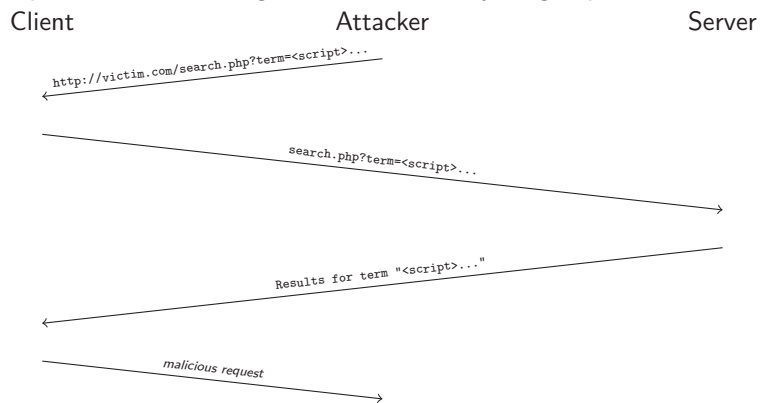 Client Attacker Server
http://victim.com/search.php?term=<script>...
search.php?term=<script>...
Results for term "<script>..."
malicious request